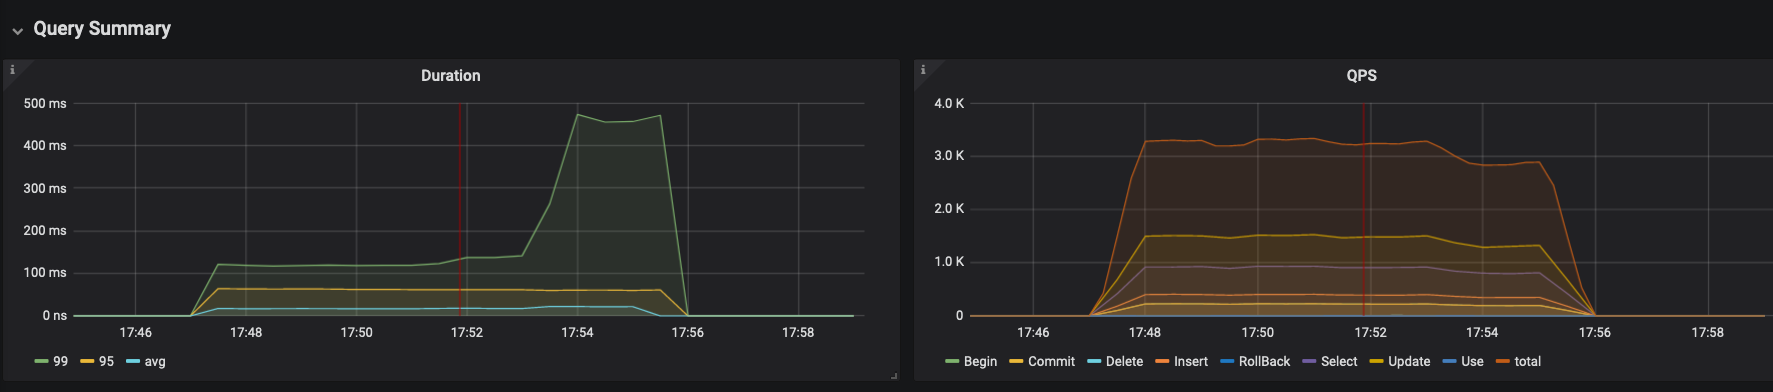 Query Summary
i
Duration
500 ms
400 ms
300 ms
200 ms
100 ms
0 ns
17:46 17:48 17:50 17:52 17:54 17:56 17:58
99 95 avg
i
QPS
4.0 K
3.0 K
2.0 K
1.0 K
0
17:46 17:48 17:50 17:52 17:54 17:56 17:58
Begin Commit Delete Insert RollBack Select Update Use total